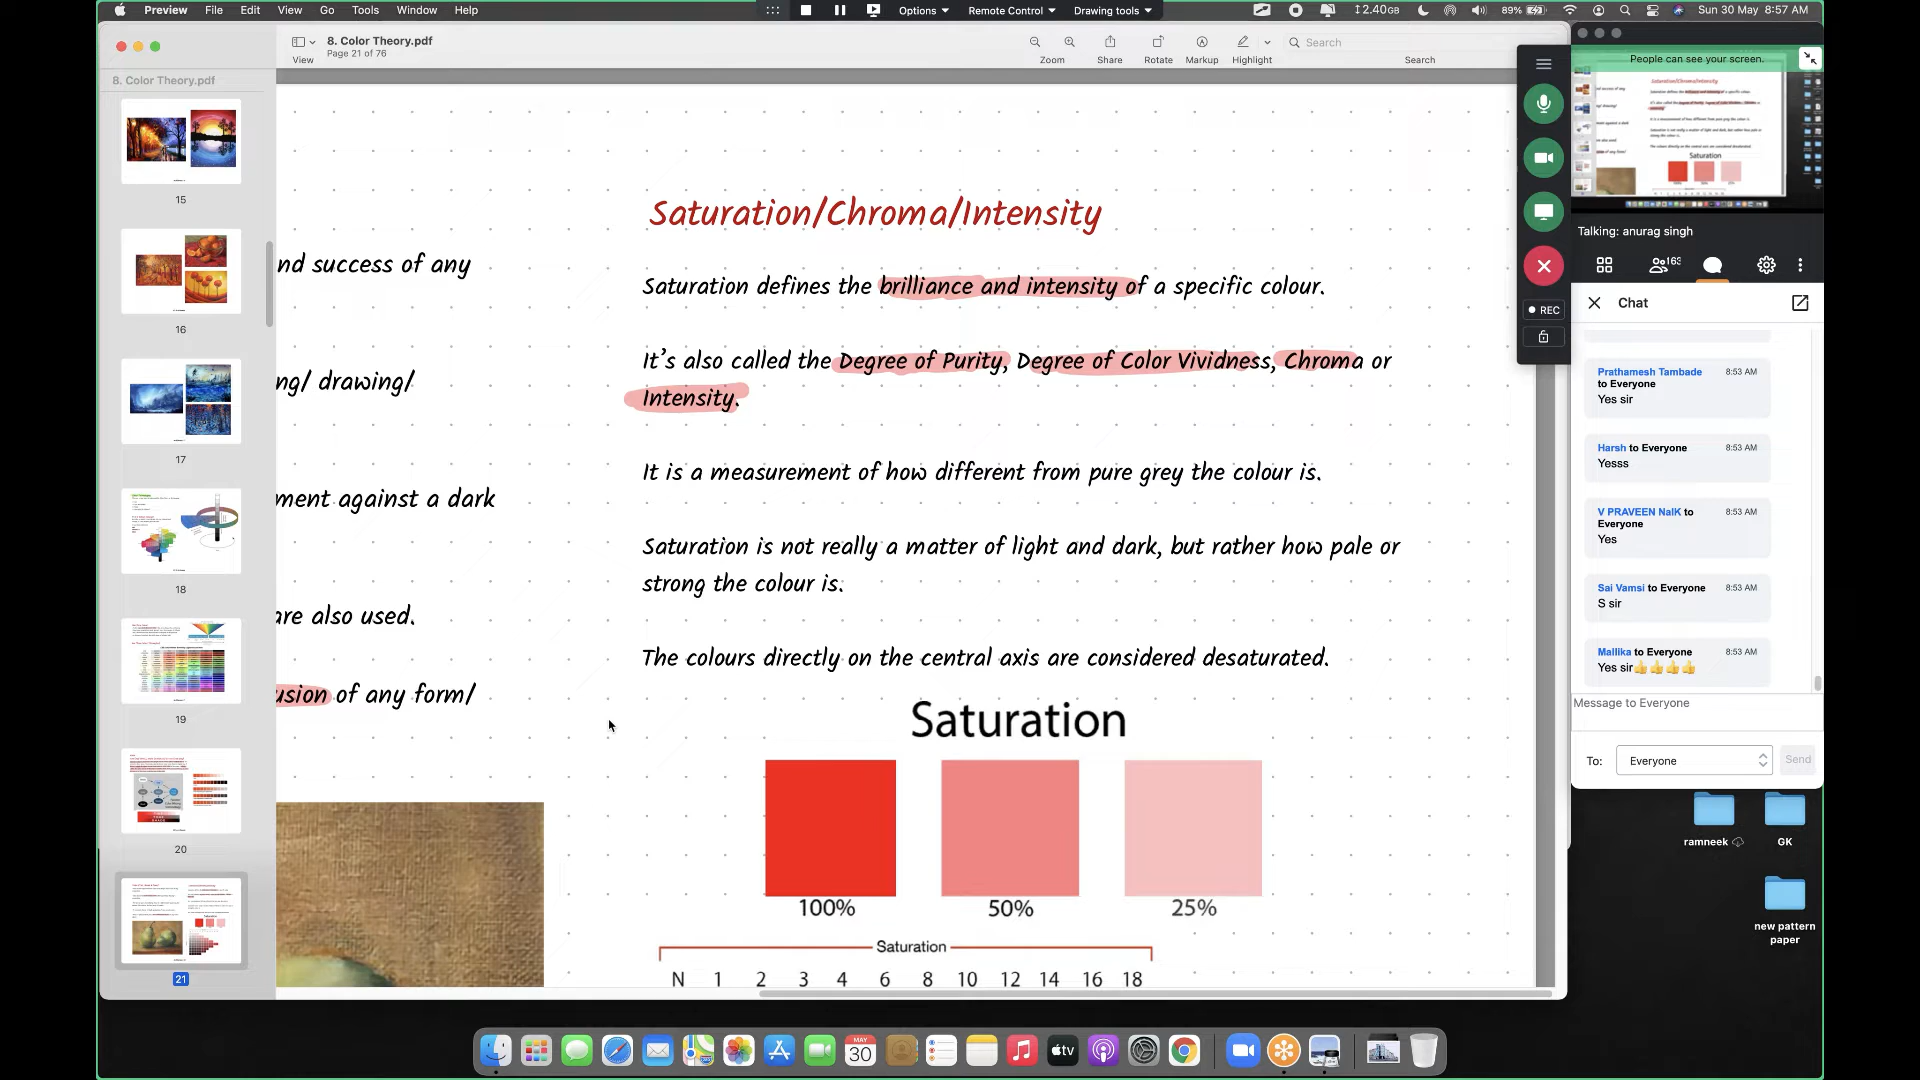 Preview File Edit View Go Tools Window Help
Options Remote Control Drawing tools
2.40GB 89% Sun 30 May 8:57 AM
8. Color Theory.pdf
Page 21 of 76
View
Zoom Share Rotate Markup Highlight Search
Search
8. Color Theory.pdf
15
16
17
18
19
20
21
nd success of any
ng/ drawing/
ment against a dark
are also used.
usion of any form/
Saturation/Chroma/Intensity
Saturation defines the brilliance and intensity of a specific colour.
It's also called the Degree of Purity, Degree of Color Vividness, Chroma or
Intensity.
It is a measurement of how different from pure grey the colour is.
Saturation is not really a matter of light and dark, but rather how pale or
strong the colour is.
The colours directly on the central axis are considered desaturated.
Saturation
100% 50% 25%
Saturation
N 1 2 3 4 6 8 10 12 14 16 18
REC
People can see your screen.
Talking: anurag singh
163
Chat
Prathamesh Tambade 8:53 AM
to Everyone
Yes sir
Harsh to Everyone 8:53 AM
Yesss
V PRAVEEN NaIK to 8:53 AM
Everyone
Yes
Sai Vamsi to Everyone 8:53 AM
S sir
Mallika to Everyone 8:53 AM
Yes sir👍👍👍👍
Message to Everyone
To: Everyone Send
ramneek GK
new pattern
paper
MAY
30
tv